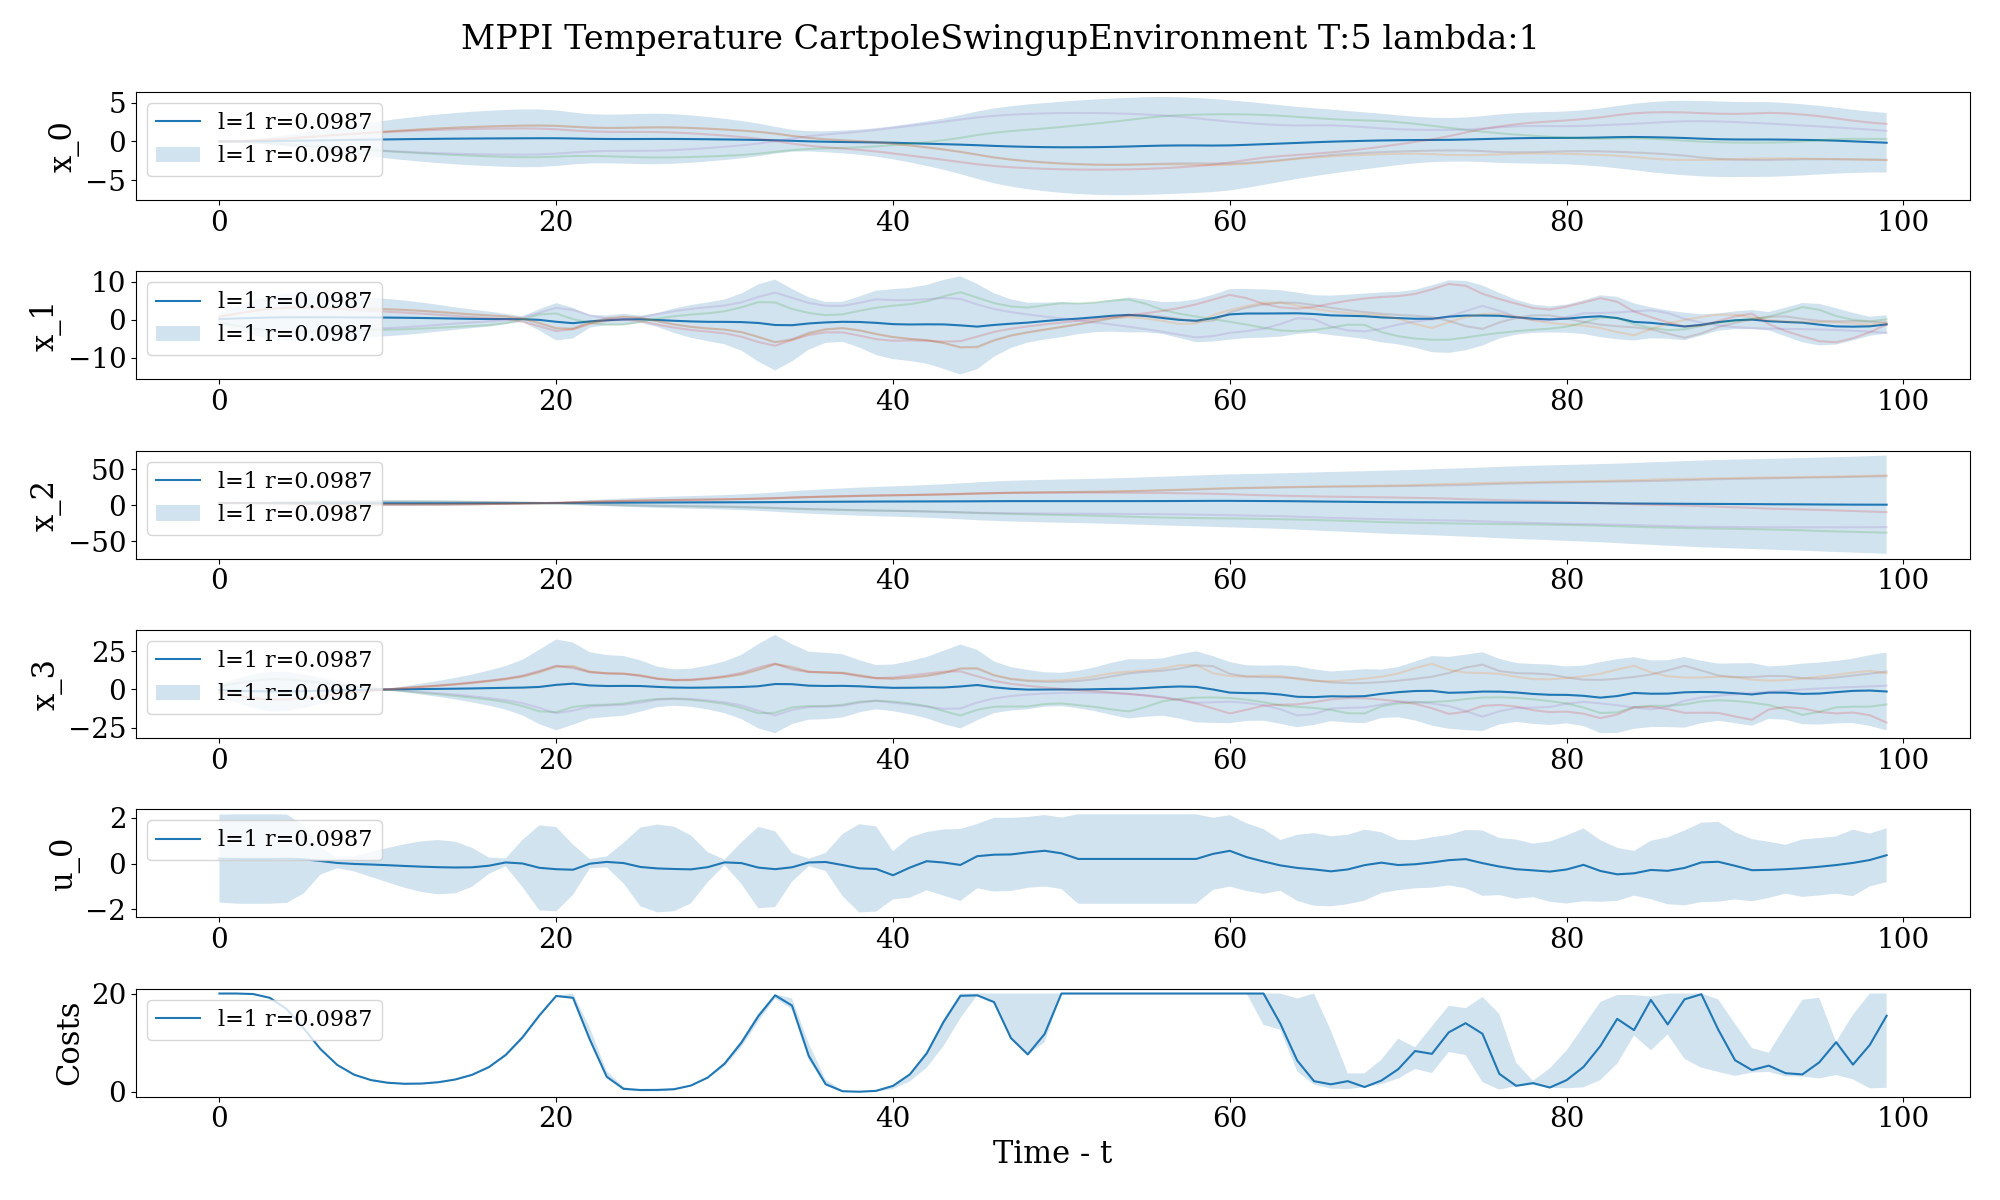 MPPI Temperature CartpoleSwingupEnvironment T:5 lambda:1
x_0
5
0
−5
l=1 r=0.0987
l=1 r=0.0987
0 20 40 60 80 100
x_1
10
0
−10
l=1 r=0.0987
l=1 r=0.0987
0 20 40 60 80 100
x_2
50
0
−50
l=1 r=0.0987
l=1 r=0.0987
0 20 40 60 80 100
x_3
25
0
−25
l=1 r=0.0987
l=1 r=0.0987
0 20 40 60 80 100
u_0
2
0
−2
l=1 r=0.0987
0 20 40 60 80 100
Costs
20
0
l=1 r=0.0987
0 20 40 60 80 100
Time - t